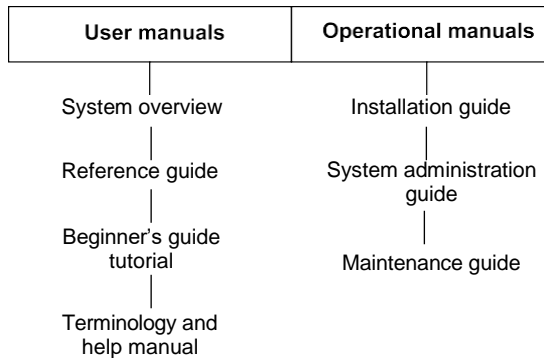 User manuals
Operational manuals
System overview
Reference guide
Beginner's guide
tutorial
Terminology and
help manual
Installation guide
System administration
guide
Maintenance guide